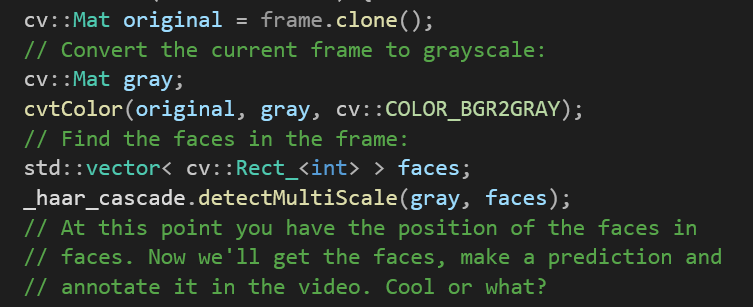 cv::Mat original = frame.clone();
// Convert the current frame to grayscale:
cv::Mat gray;
cvtColor(original, gray, cv::COLOR_BGR2GRAY);
// Find the faces in the frame:
std::vector< cv::Rect_<int> > faces;
_haar_cascade.detectMultiScale(gray, faces);
// At this point you have the position of the faces in
// faces. Now we'll get the faces, make a prediction and
// annotate it in the video. Cool or what?